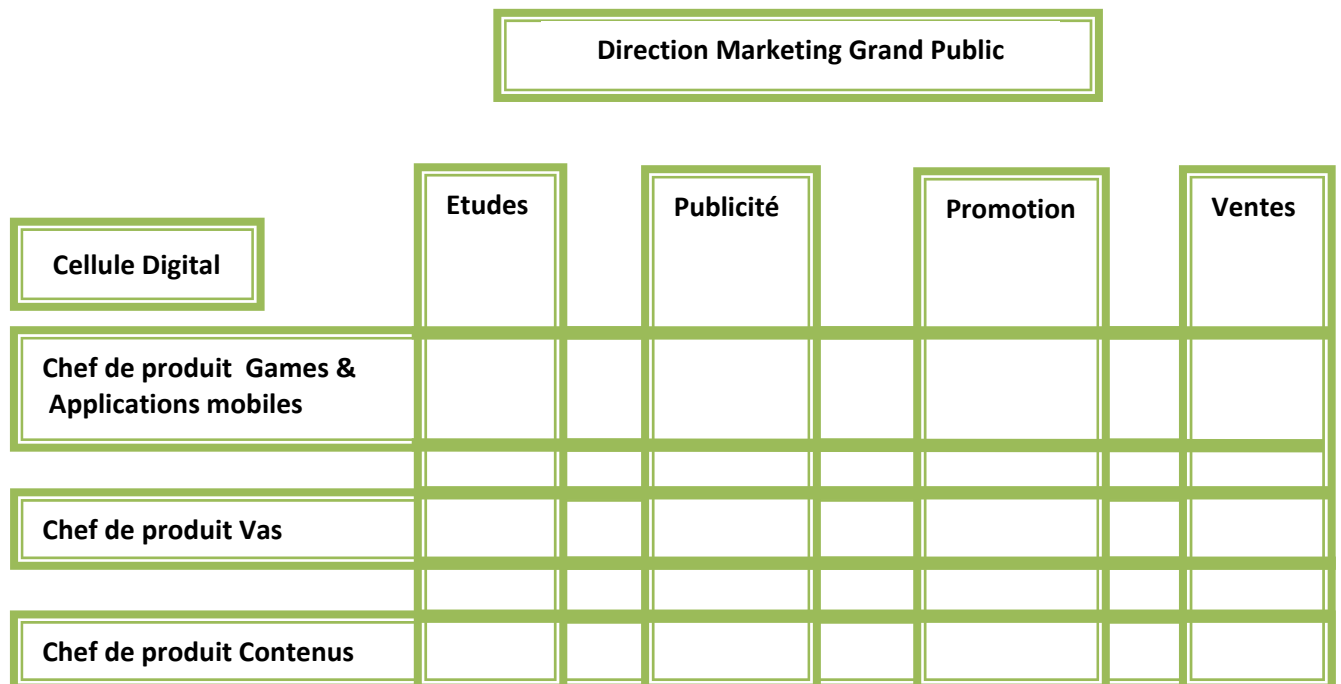 Direction Marketing Grand Public
Etudes
Publicité
Promotion
Ventes
Cellule Digital
Chef de produit Games &
Applications mobiles
Chef de produit Vas
Chef de produit Contenus